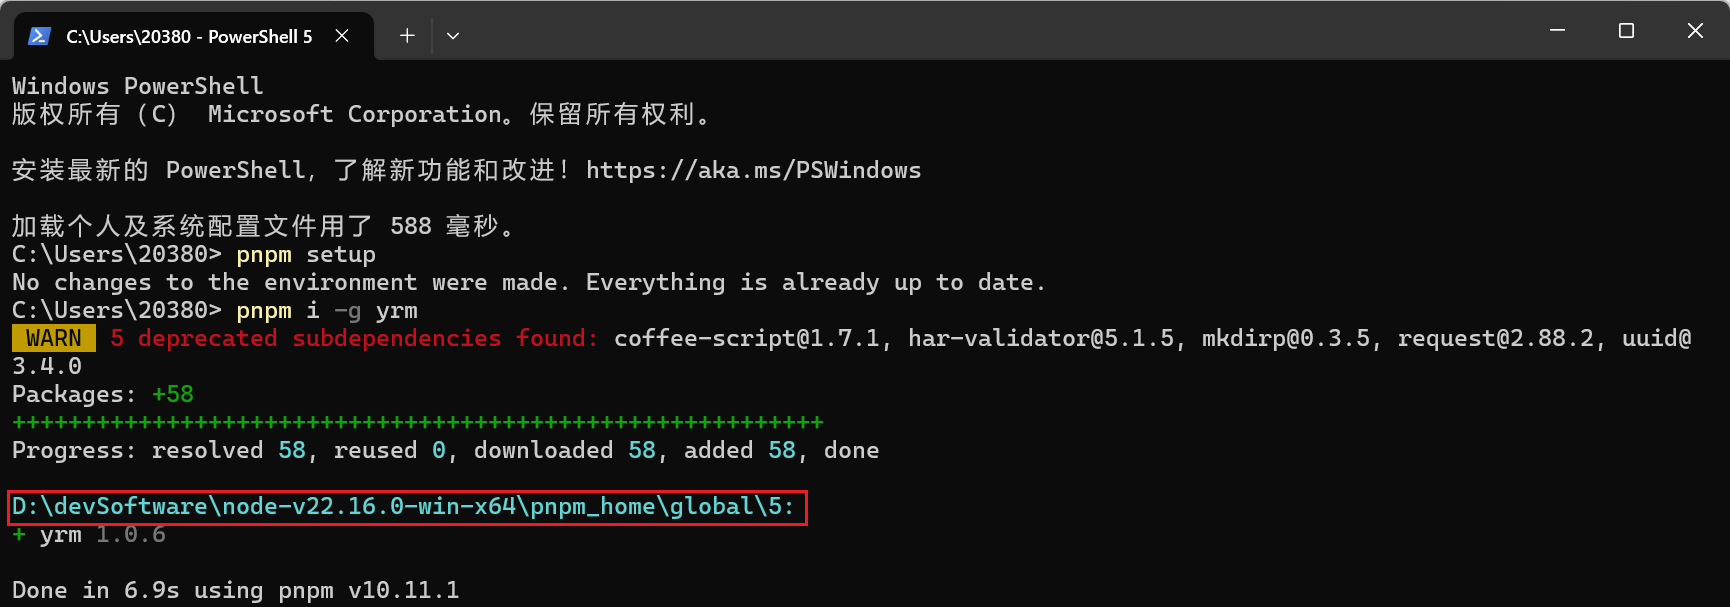 C:\Users\20380 - PowerShell 5
Windows PowerShell
版权所有 (C)  Microsoft Corporation。保留所有权利。
安装最新的 PowerShell,了解新功能和改进!https://aka.ms/PSWindows
加载个人及系统配置文件用了 588 毫秒。
C:\Users\20380> pnpm setup
No changes to the environment were made. Everything is already up to date.
C:\Users\20380> pnpm i -g yrm
WARN 5 deprecated subdependencies found: coffee-script@1.7.1, har-validator@5.1.5, mkdirp@0.3.5, request@2.88.2, uuid@
3.4.0
Packages: +58
++++++++++++++++++++++++++++++++++++++++++++++++++++++++++
Progress: resolved 58, reused 0, downloaded 58, added 58, done
D:\devSoftware\node-v22.16.0-win-x64\pnpm_home\global\5:
+ yrm 1.0.6
Done in 6.9s using pnpm v10.11.1